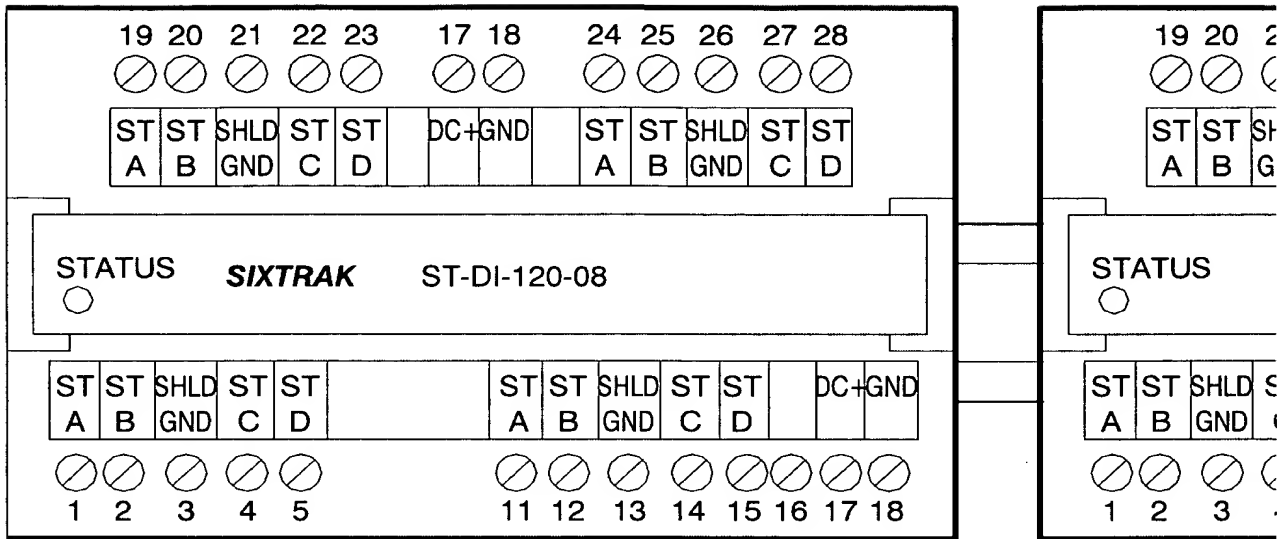 19 20 21 22 23 17 18 24 25 26 27 28
ST ST SHLD ST ST DC+ GND ST ST SHLD ST ST
A B GND C D A B GND C D
STATUS SIXTRAK ST-DI-120-08
ST ST SHLD ST ST ST ST SHLD ST ST DC+ GND
A B GND C D A B GND C D
1 2 3 4 5 11 12 13 14 15 16 17 18
19 20
ST ST
A B
STATUS
ST ST SHLD
A B GND
1 2 3